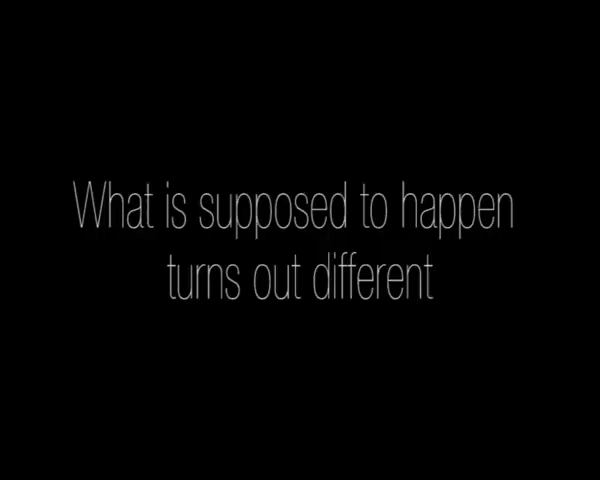 What is supposed to happen
turns out different